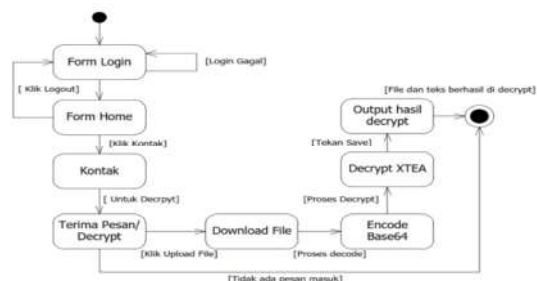 Form Login
[Login Gagal]
[ Klik Logout]
[File dan teks berhasil di decrypt]
Form Home
Output hasil
decrypt
[Klik Kontak]
[Tekan Save]
Kontak
Decrypt XTEA
[ Untuk Decrpyt]
[Proses Decrypt]
Terima Pesan/
Decrypt
Download File
Encode
Base64
[Klik Upload File]
[Proses decode]
[Tidak ada pesan masuk]